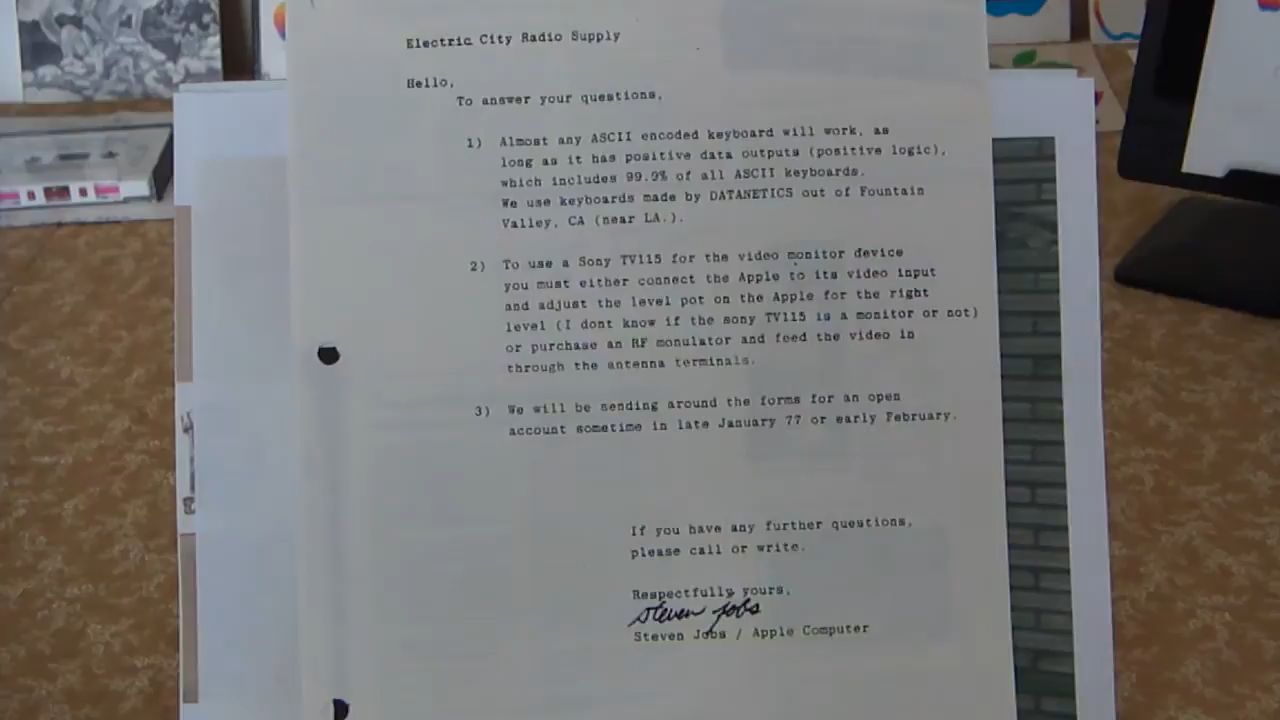 Electric City Radio Supply
Hello,
To answer your questions,
1) Almost any ASCII encoded keyboard will work, as
long as it has positive data outputs (positive logic),
which includes 99.9% of all ASCII keyboards.
We use keyboards made by DATANETICS out of Fountain
Valley, CA (near LA.).
2) To use a Sony TV115 for the video monitor device
you must either connect the Apple to its video input
and adjust the level pot on the Apple for the right
level (I dont know if the sony TV115 is a monitor or not)
or purchase an RF monulator and feed the video in
through the antenna terminals.
3) We will be sending around the forms for an open
account sometime in late January 77 or early February.
If you have any further questions,
please call or write.
Respectfully yours,
steven jobs
Steven Jobs / Apple Computer